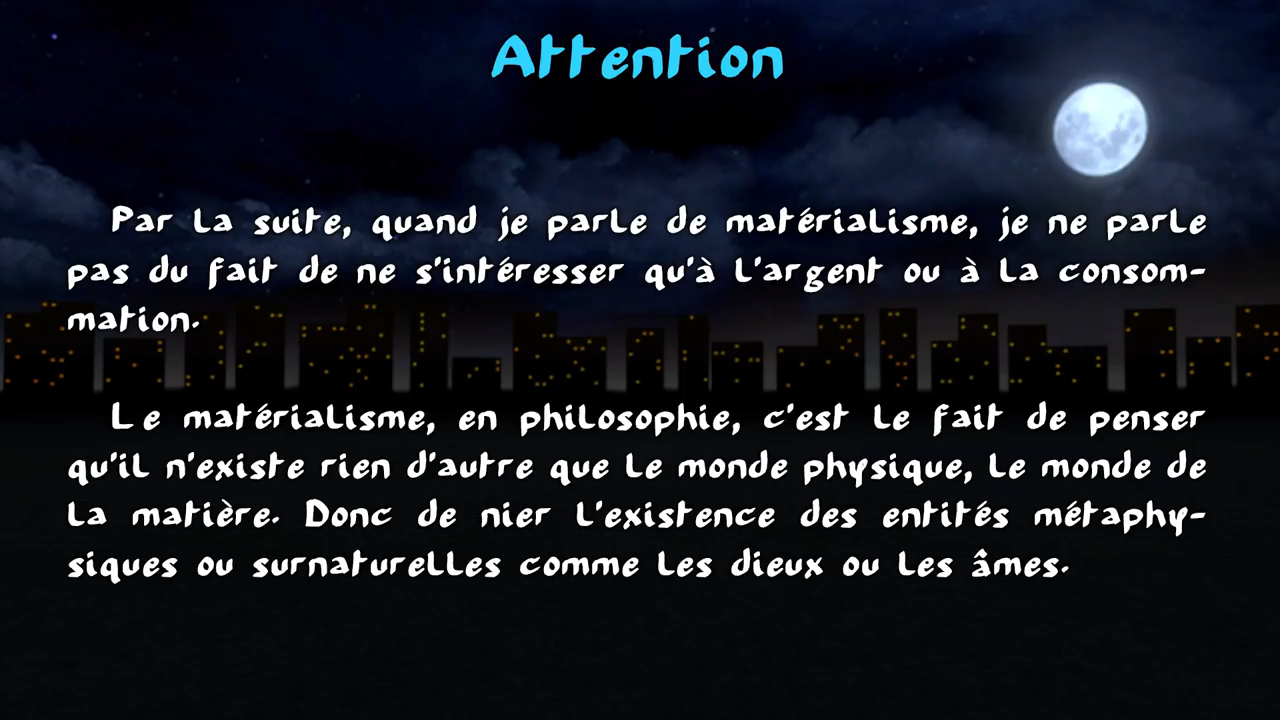 Attention
Par la suite, quand je parle de matérialisme, je ne parle
pas du fait de ne s'intéresser qu'à l'argent ou à la consom-
mation.
Le matérialisme, en philosophie, c'est le fait de penser
qu'il n'existe rien d'autre que le monde physique, le monde de
la matière. Donc de nier l'existence des entités métaphy-
siques ou surnaturelles comme les dieux ou les âmes.